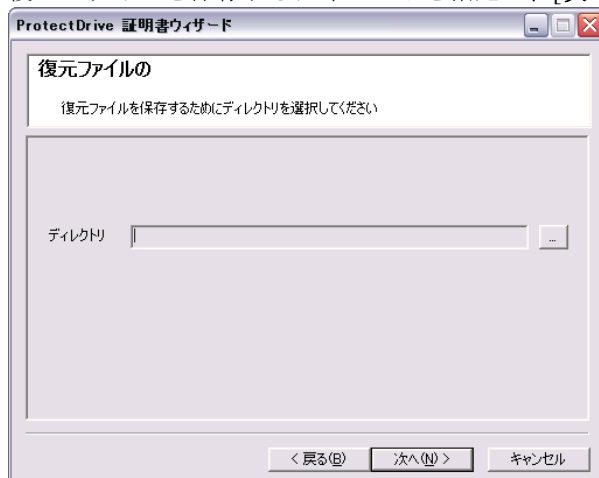 ProtectDrive 証明書ウィザード
復元ファイルの
復元ファイルを保存するためにディレクトリを選択してください
ディレクトリ
...
< 戻る(B)
次へ(N) >
キャンセル